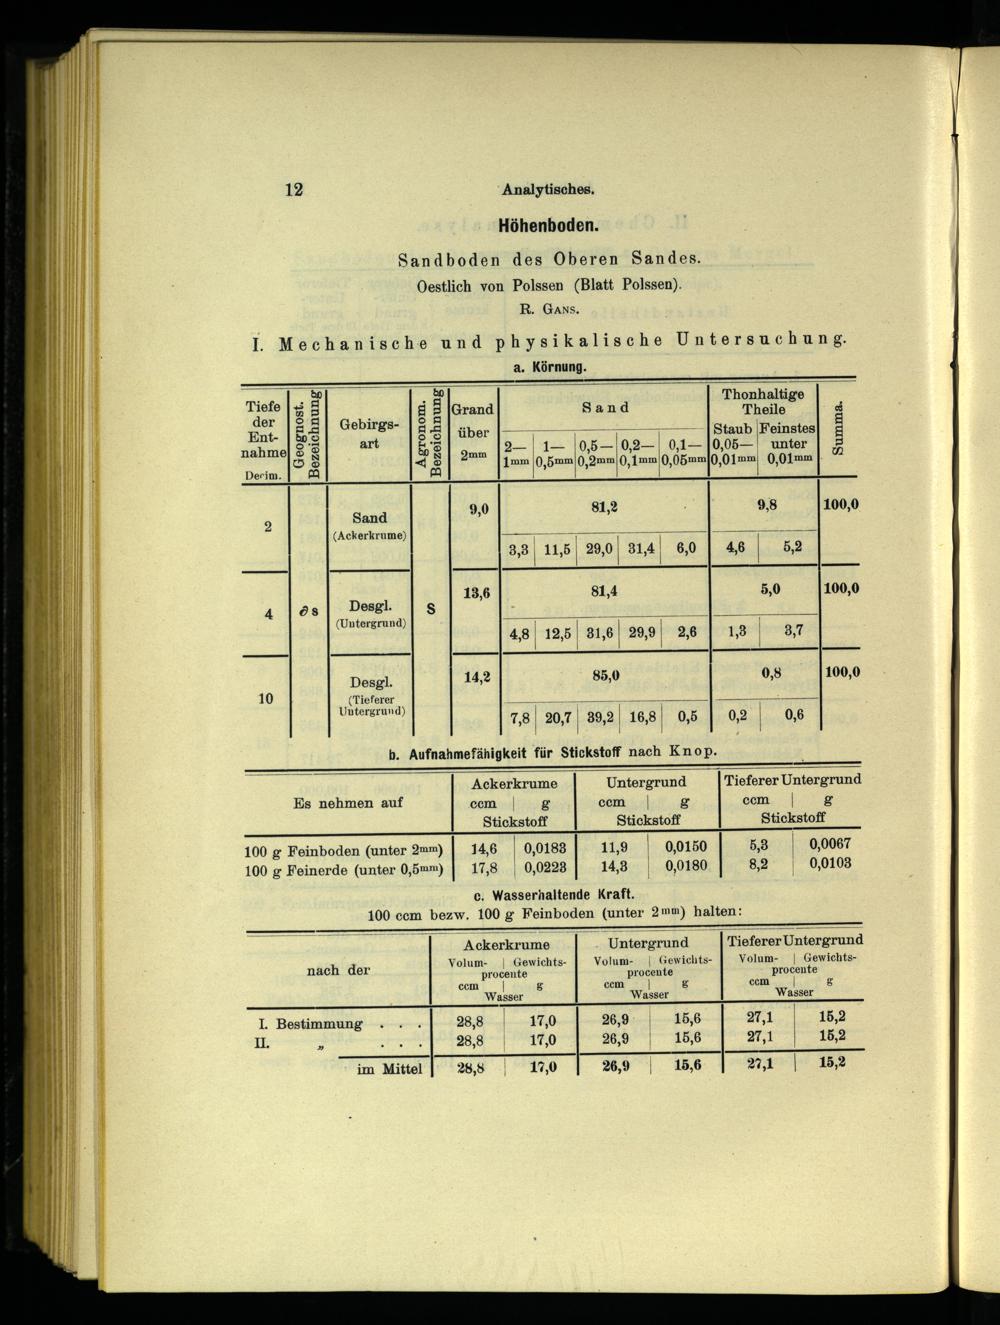 12
Analytisches.
Höhenboden.
Sandboden des Oberen Sandes.
Oestlich von Polssen (Blatt Polssen).
R. Gans.
I. Mechanische und physikalische Untersuchung.
a. Körnung.
Tiefe der Ent-nahme Decim. | Geognost. Bezeichnung | Gebirgs-art | Agronom. Bezeichnung | Grand über 2mm | Sand | Thonhaltige Theile | Summa.
2—1mm | 1—0,5mm | 0,5—0,2mm | 0,2—0,1mm | 0,1—0,05mm | Staub 0,05—0,01mm | Feinstes unter 0,01mm
2 | Sand (Ackerkrume) | 9,0 | 81,2 | 9,8 | 100,0
3,3 | 11,5 | 29,0 | 31,4 | 6,0 | 4,6 | 5,2
4 | ∂s | Desgl. (Untergrund) | S | 13,6 | 81,4 | 5,0 | 100,0
4,8 | 12,5 | 31,6 | 29,9 | 2,6 | 1,3 | 3,7
10 | Desgl. (Tieferer Untergrund) | 14,2 | 85,0 | 0,8 | 100,0
7,8 | 20,7 | 39,2 | 16,8 | 0,5 | 0,2 | 0,6
b. Aufnahmefähigkeit für Stickstoff nach Knop.
Es nehmen auf | Ackerkrume | Untergrund | Tieferer Untergrund
ccm | g | ccm | g | ccm | g
Stickstoff | Stickstoff | Stickstoff
100 g Feinboden (unter 2mm) | 14,6 | 0,0183 | 11,9 | 0,0150 | 5,3 | 0,0067
100 g Feinerde (unter 0,5mm) | 17,8 | 0,0223 | 14,3 | 0,0180 | 8,2 | 0,0103
c. Wasserhaltende Kraft.
100 ccm bezw. 100 g Feinboden (unter 2mm) halten:
nach der | Ackerkrume | Untergrund | Tieferer Untergrund
Volum- | Gewichts- | Volum- | Gewichts- | Volum- | Gewichts-
procente | procente | procente
ccm | g | ccm | g | ccm | g
Wasser | Wasser | Wasser
I. Bestimmung . . . | 28,8 | 17,0 | 26,9 | 15,6 | 27,1 | 15,2
II. „ . . . | 28,8 | 17,0 | 26,9 | 15,6 | 27,1 | 15,2
im Mittel | 28,8 | 17,0 | 26,9 | 15,6 | 27,1 | 15,2